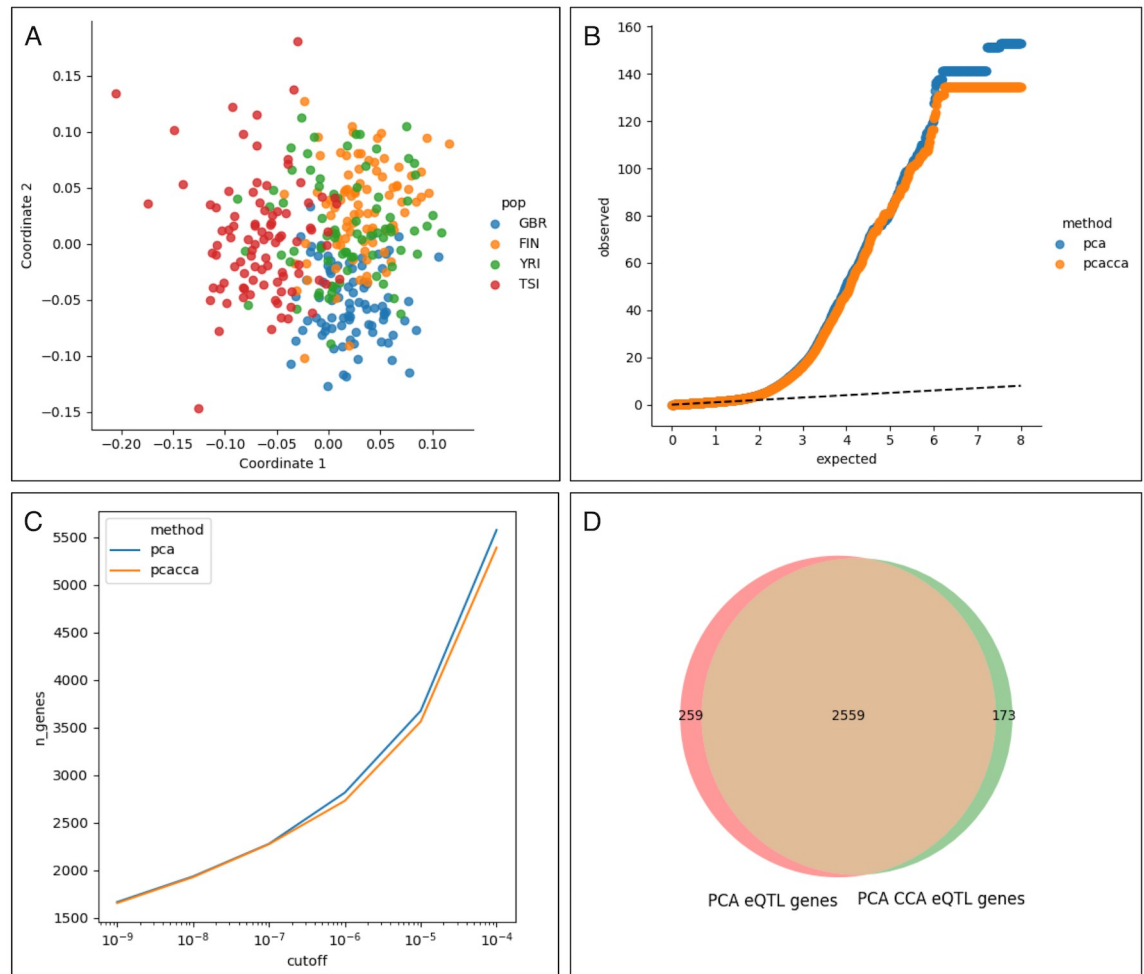 A
Coordinate 2
0.15
0.10
0.05
0.00
−0.05
−0.10
−0.15
−0.20 −0.15 −0.10 −0.05 0.00 0.05 0.10
Coordinate 1
pop
GBR
FIN
YRI
TSI
B
observed
160
140
120
100
80
60
40
20
0
0 1 2 3 4 5 6 7 8
expected
method
pca
pcacca
C
method
pca
pcacca
n_genes
5500
5000
4500
4000
3500
3000
2500
2000
1500
10⁻⁹ 10⁻⁸ 10⁻⁷ 10⁻⁶ 10⁻⁵ 10⁻⁴
cutoff
D
259 2559 173
PCA eQTL genes PCA CCA eQTL genes